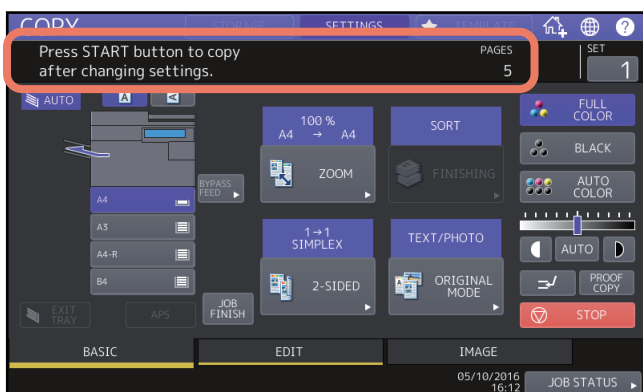 COPY STORAGE SETTINGS TEMPLATE ?
Press START button to copy
after changing settings.
PAGES
5
SET
1
AUTO
A
A
A4
A3
A4-R
B4
BYPASS
FEED
EXIT
TRAY
APS
JOB
FINISH
100 %
A4 → A4
ZOOM
SORT
FINISHING
1→1
SIMPLEX
2-SIDED
TEXT/PHOTO
ORIGINAL
MODE
FULL
COLOR
BLACK
AUTO
COLOR
AUTO
PROOF
COPY
STOP
BASIC EDIT IMAGE
05/10/2016
16:12
JOB STATUS